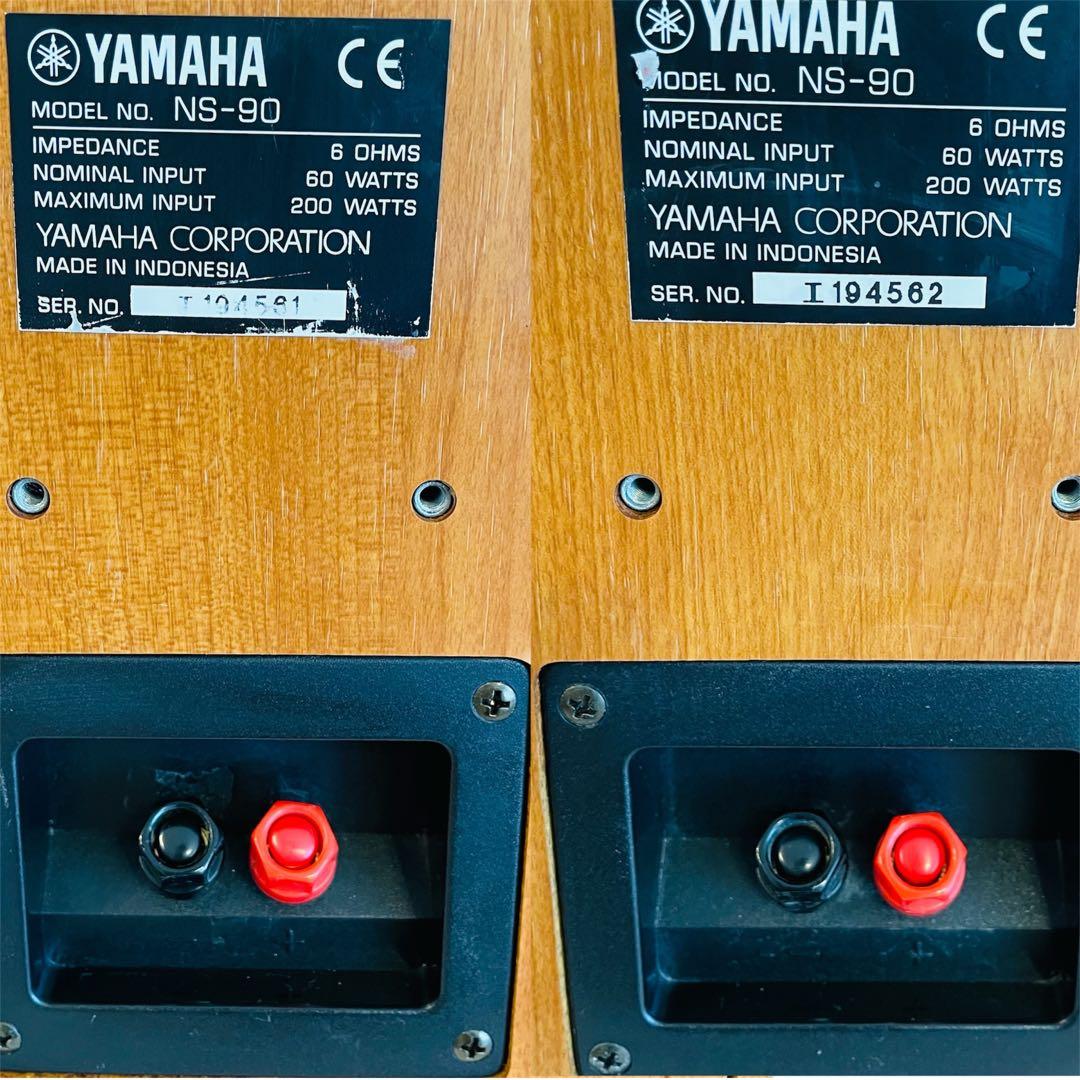 YAMAHA CE
MODEL NO. NS-90
IMPEDANCE 6 OHMS
NOMINAL INPUT 60 WATTS
MAXIMUM INPUT 200 WATTS
YAMAHA CORPORATION
MADE IN INDONESIA
SER. NO. I 194561
+
YAMAHA CE
MODEL NO. NS-90
IMPEDANCE 6 OHMS
NOMINAL INPUT 60 WATTS
MAXIMUM INPUT 200 WATTS
YAMAHA CORPORATION
MADE IN INDONESIA
SER. NO. I 194562
+